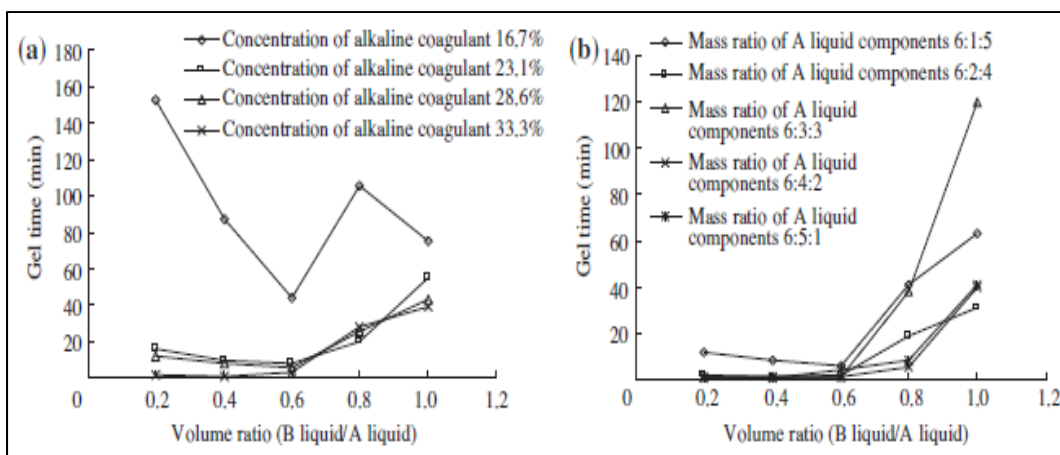 (a)
180
160
140
120
100
80
60
40
20
0
0,2
0,4
0,6
0,8
1,0
1,2
Gel time (min)
Volume ratio (B liquid/A liquid)
Concentration of alkaline coagulant 16,7%
Concentration of alkaline coagulant 23,1%
Concentration of alkaline coagulant 28,6%
Concentration of alkaline coagulant 33,3%
(b)
140
120
100
80
60
40
20
0
0,2
0,4
0,6
0,8
1,0
1,2
Gel time (min)
Volume ratio (B liquid/A liquid)
Mass ratio of A liquid components 6:1:5
Mass ratio of A liquid components 6:2:4
Mass ratio of A liquid
components 6:3:3
Mass ratio of A liquid
components 6:4:2
Mass ratio of A liquid
components 6:5:1